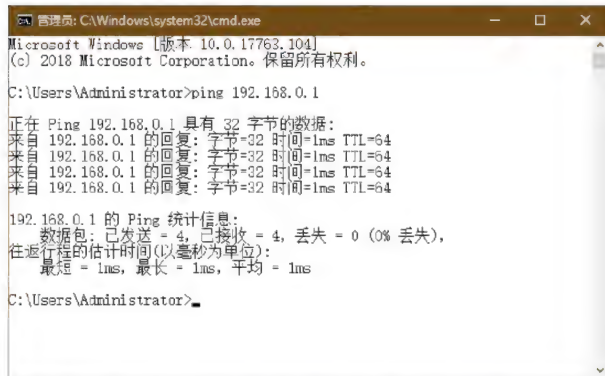 管理员: C:\Windows\system32\cmd.exe
Microsoft Windows [版本 10.0.17763.104]
(c) 2018 Microsoft Corporation。保留所有权利。
C:\Users\Administrator>ping 192.168.0.1
正在 Ping 192.168.0.1 具有 32 字节的数据:
来自 192.168.0.1 的回复: 字节=32 时间=1ms TTL=64
来自 192.168.0.1 的回复: 字节=32 时间=1ms TTL=64
来自 192.168.0.1 的回复: 字节=32 时间=1ms TTL=64
来自 192.168.0.1 的回复: 字节=32 时间=1ms TTL=64
192.168.0.1 的 Ping 统计信息:
数据包: 已发送 = 4, 已接收 = 4, 丢失 = 0 (0% 丢失),
往返行程的估计时间(以毫秒为单位):
最短 = 1ms, 最长 = 1ms, 平均 = 1ms
C:\Users\Administrator>